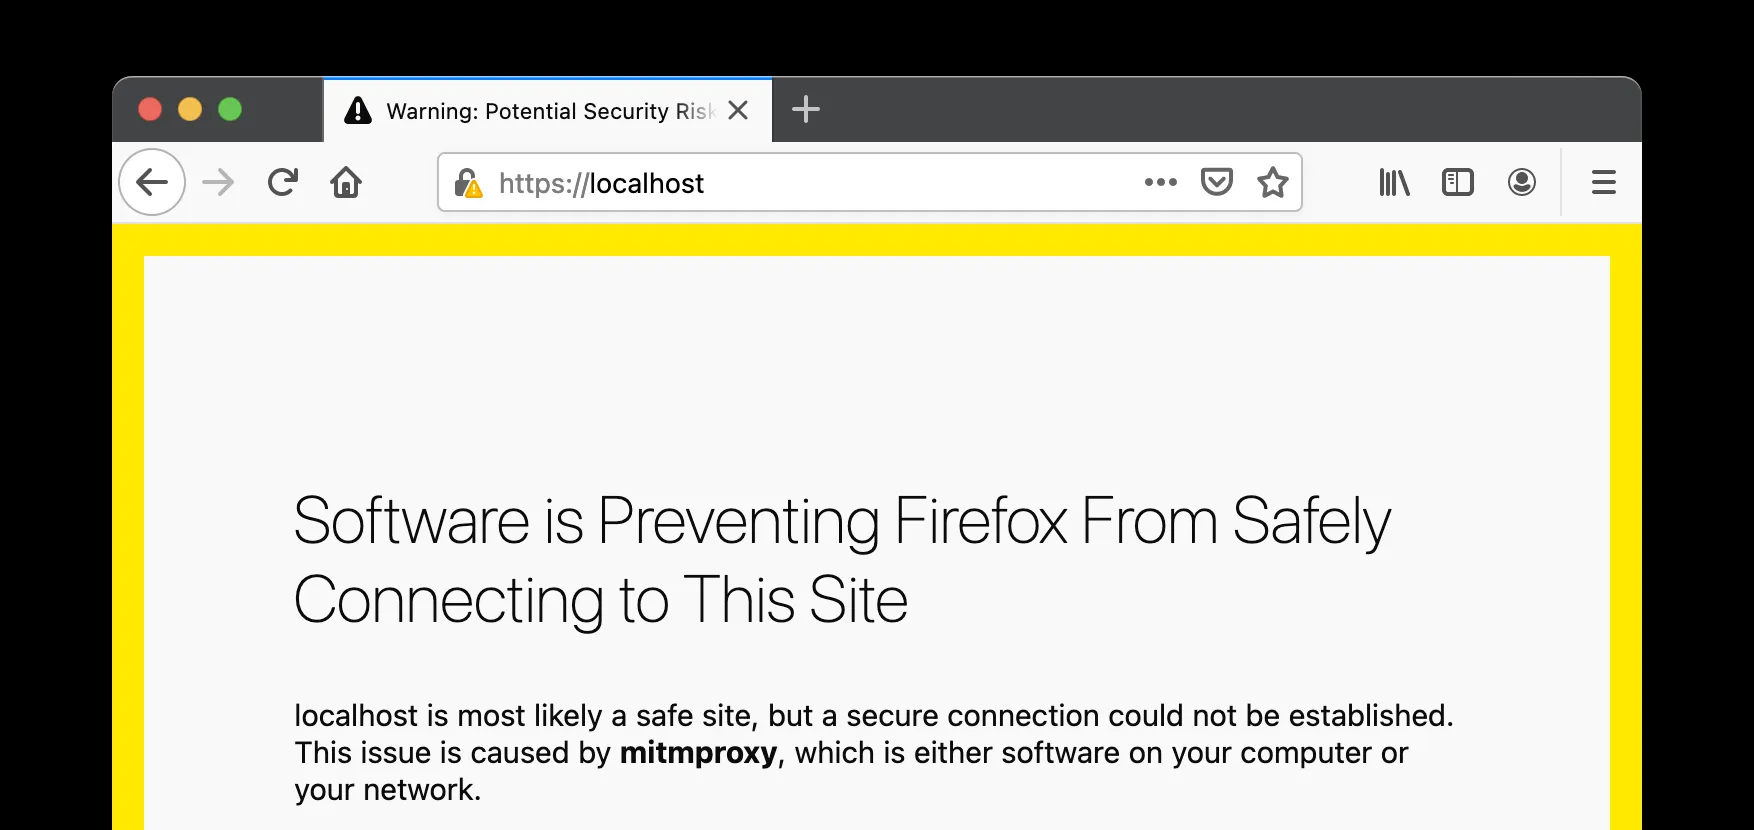 Warning: Potential Security Risk
https://localhost
Software is Preventing Firefox From Safely
Connecting to This Site
localhost is most likely a safe site, but a secure connection could not be established.
This issue is caused by mitmproxy, which is either software on your computer or
your network.